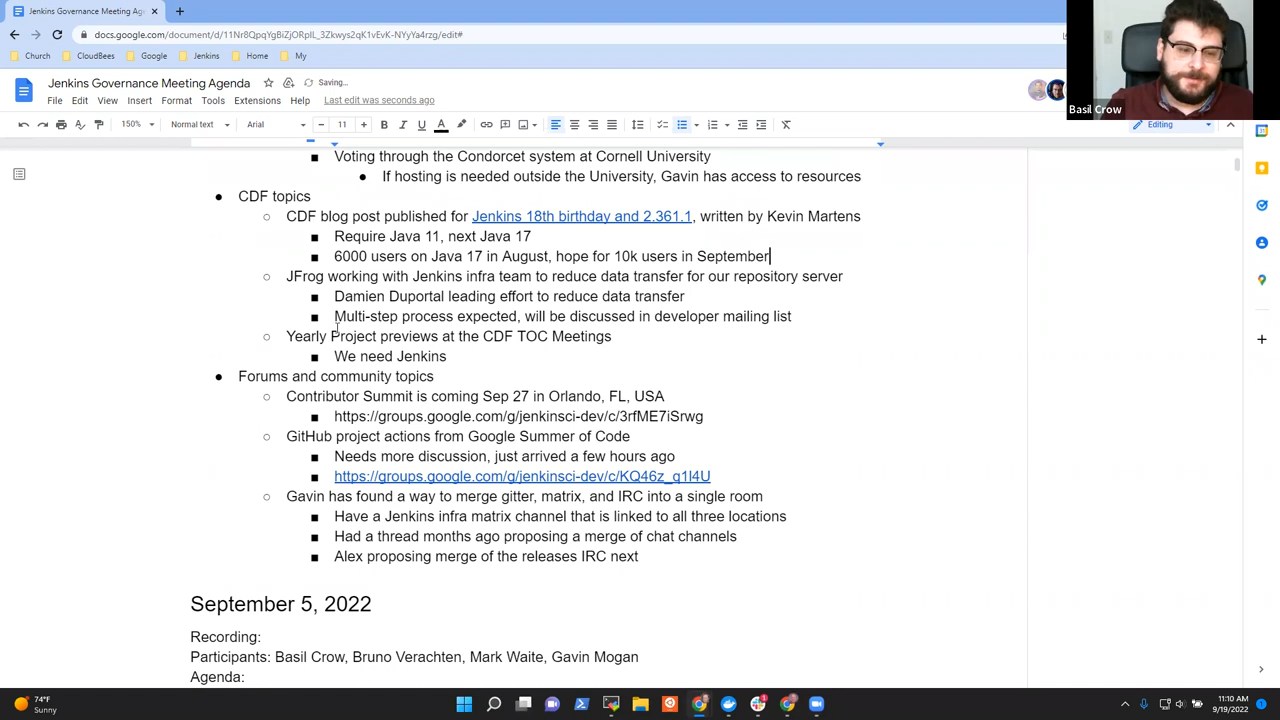 Jenkins Governance Meeting Ag
docs.google.com/document/d/11Nr8QpqYgBiZjORplL_3Zkwys2qK1vEvK-NYyYa4rzg/edit#
Church
CloudBees
Google
Jenkins
Home
My
Jenkins Governance Meeting Agenda
Saving...
File Edit View Insert Format Tools Extensions Help Last edit was seconds ago
150% Normal text Arial 11 Editing
Basil Crow
■ Voting through the Condorcet system at Cornell University
● If hosting is needed outside the University, Gavin has access to resources
● CDF topics
○ CDF blog post published for Jenkins 18th birthday and 2.361.1, written by Kevin Martens
■ Require Java 11, next Java 17
■ 6000 users on Java 17 in August, hope for 10k users in September
○ JFrog working with Jenkins infra team to reduce data transfer for our repository server
■ Damien Duportal leading effort to reduce data transfer
■ Multi-step process expected, will be discussed in developer mailing list
○ Yearly Project previews at the CDF TOC Meetings
■ We need Jenkins
● Forums and community topics
○ Contributor Summit is coming Sep 27 in Orlando, FL, USA
■ https://groups.google.com/g/jenkinsci-dev/c/3rfME7iSrwg
○ GitHub project actions from Google Summer of Code
■ Needs more discussion, just arrived a few hours ago
■ https://groups.google.com/g/jenkinsci-dev/c/KQ46z_q1I4U
○ Gavin has found a way to merge gitter, matrix, and IRC into a single room
■ Have a Jenkins infra matrix channel that is linked to all three locations
■ Had a thread months ago proposing a merge of chat channels
■ Alex proposing merge of the releases IRC next
September 5, 2022
Recording:
Participants: Basil Crow, Bruno Verachten, Mark Waite, Gavin Mogan
Agenda:
74°F
Sunny
11:10 AM
9/19/2022